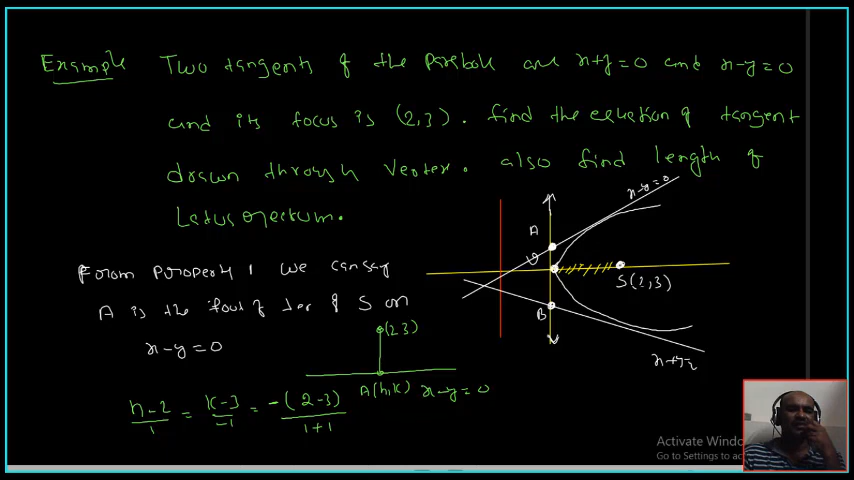 Example Two tangents of the parabola are x+y=0 and x-y=0
and its focus is (2,3). find the equation of tangent
drawn through vertex. also find length of
Latus rectum.
x-y=0
A
V
S(2,3)
B
From Property 1 we can say
A is the foot of ⊥er of S on
x-y=0
(2,3)
A(h,k) x-y=0
h-2/1 = k-3/-1 = -(2-3)/1+1
Activate Windo
Go to Settings to ac